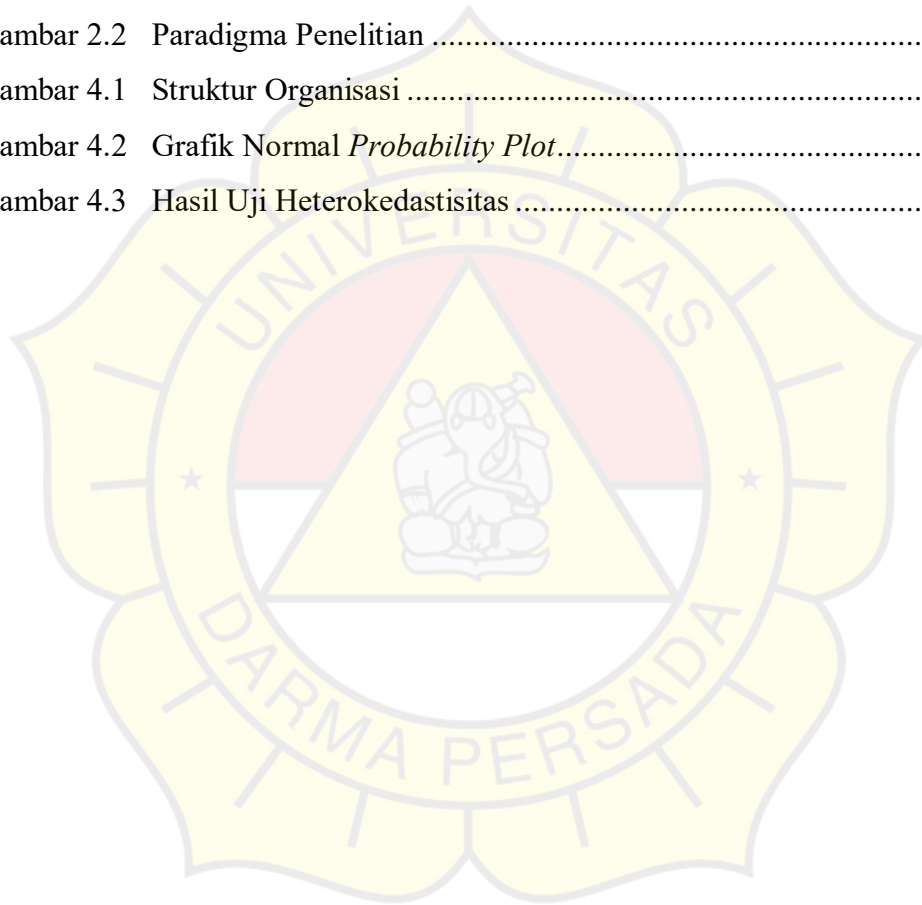 ambar 2.2 Paradigma Penelitian ............................................................
ambar 4.1 Struktur Organisasi ...............................................................
ambar 4.2 Grafik Normal Probability Plot.............................................
ambar 4.3 Hasil Uji Heterokedastisitas ..................................................
UNIVERSITAS
DARMA PERSADA